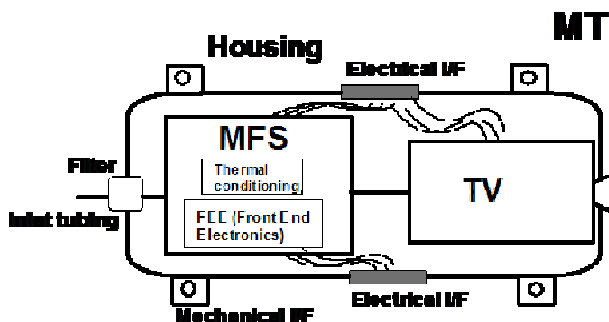 MT
Housing
Electrical I/F
MFS
Filter
Thermal
conditioning
TV
Inlet tubing
FEE (Front End
Electronics)
Mechanical I/F
Electrical I/F